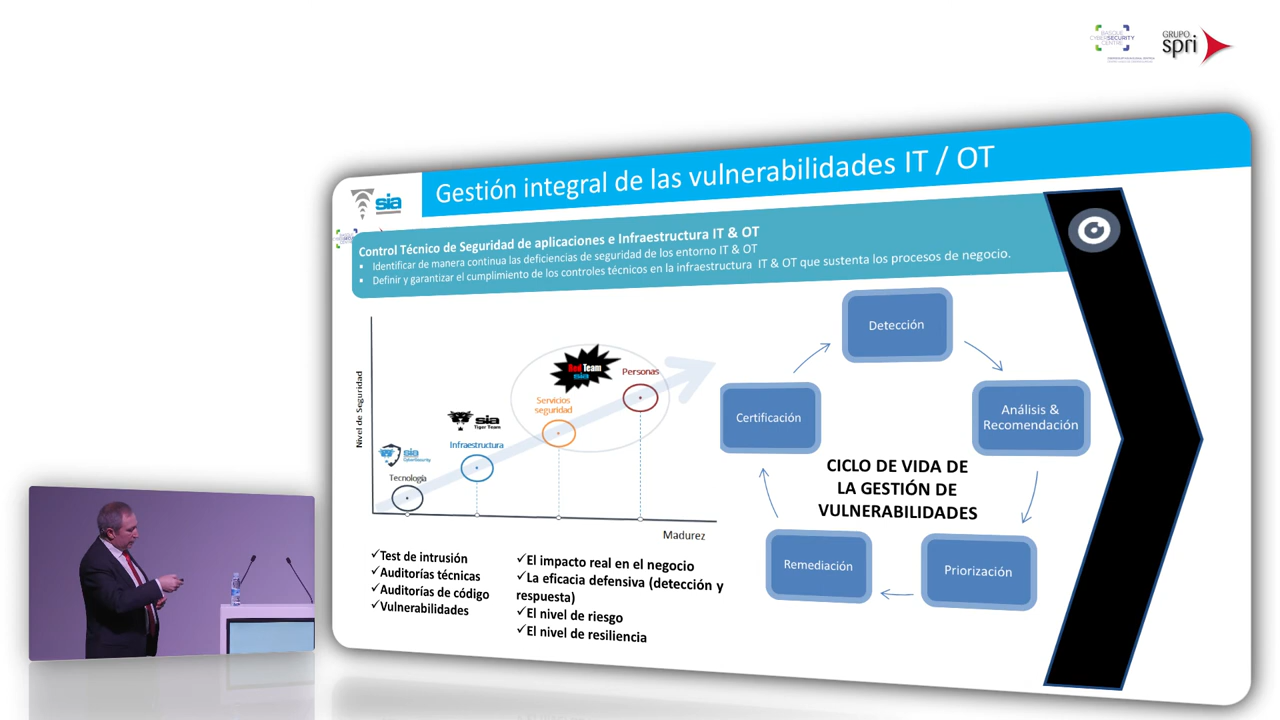 BASQUE
CYBERSECURITY
CENTRE
GRUPO
spri
sia
Gestión integral de las vulnerabilidades IT / OT
Control Técnico de Seguridad de aplicaciones e Infraestructura IT & OT
▪ Identificar de manera continua las deficiencias de seguridad de los entorno IT & OT
▪ Definir y garantizar el cumplimiento de los controles técnicos en la infraestructura IT & OT que sustenta los procesos de negocio.
Nivel de Seguridad
sia
CyberSecurity
Tecnología
sia
Tiger Team
Infraestructura
Red Team
sia
Servicios
seguridad
Personas
Madurez
✓Test de intrusión
✓Auditorías técnicas
✓Auditorías de código
✓Vulnerabilidades
✓El impacto real en el negocio
✓La eficacia defensiva (detección y
respuesta)
✓El nivel de riesgo
✓El nivel de resiliencia
Detección
Análisis &
Recomendación
Priorización
Remediación
Certificación
CICLO DE VIDA DE
LA GESTIÓN DE
VULNERABILIDADES